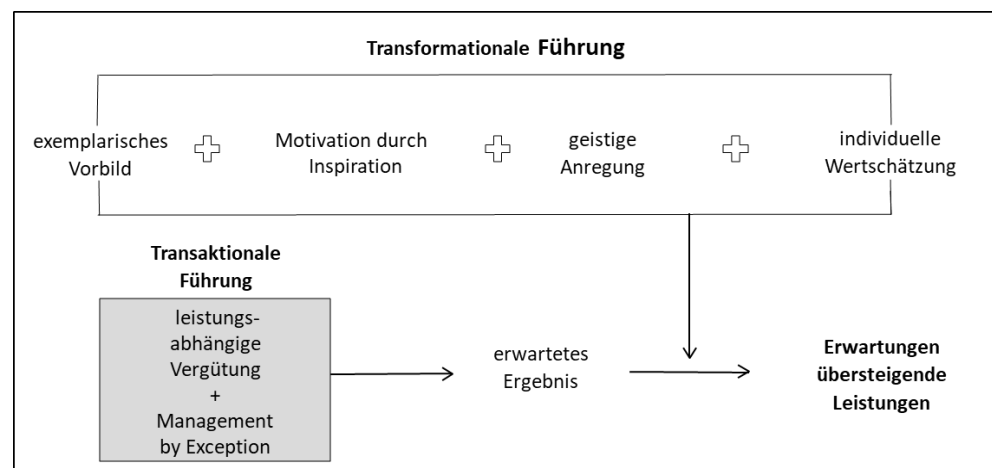 Transformationale Führung
exemplarisches
Vorbild
Motivation durch
Inspiration
geistige
Anregung
individuelle
Wertschätzung
Transaktionale
Führung
leistungs-
abhängige
Vergütung
+
Management
by Exception
erwartetes
Ergebnis
Erwartungen
übersteigende
Leistungen